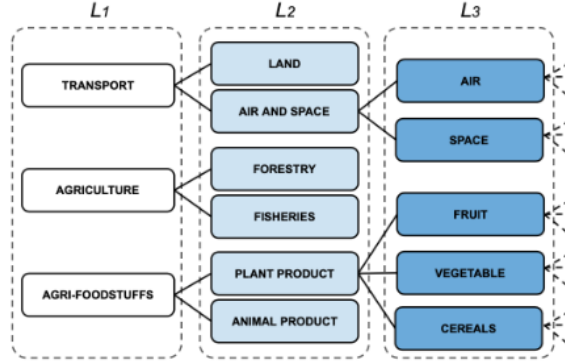 L1
L2
L3
TRANSPORT
LAND
AIR AND SPACE
AIR
SPACE
AGRICULTURE
FORESTRY
FISHERIES
AGRI-FOODSTUFFS
PLANT PRODUCT
ANIMAL PRODUCT
FRUIT
VEGETABLE
CEREALS